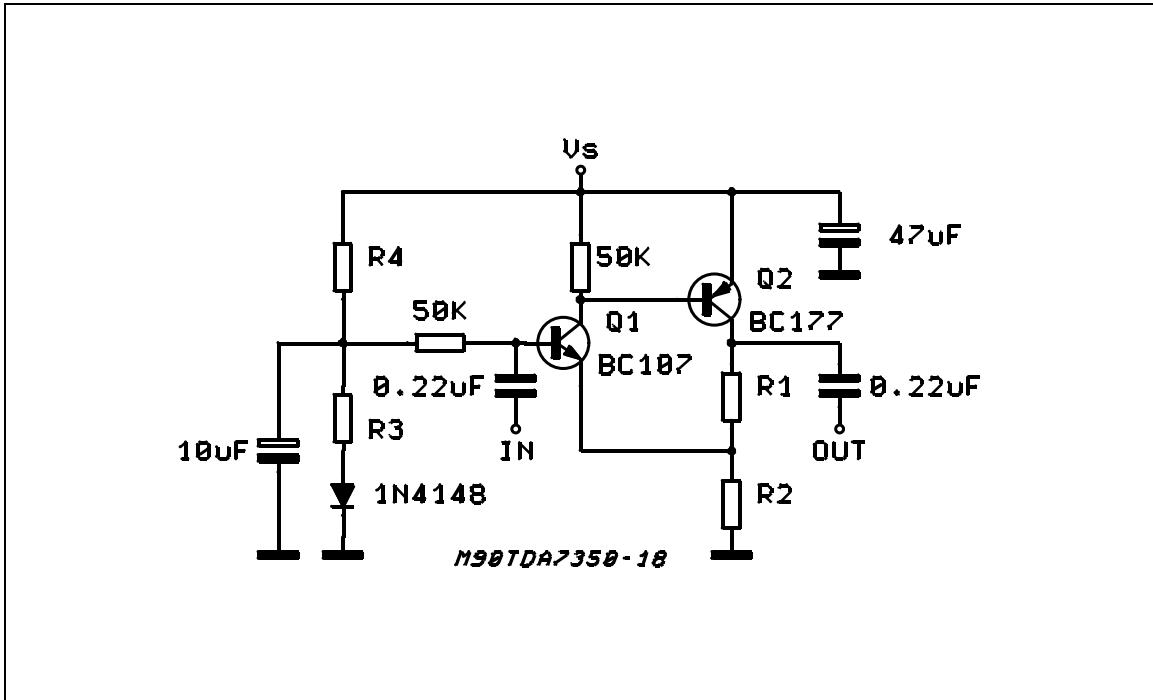 Vs
R4
50K
47uF
Q2
50K
Q1
BC177
BC107
0.22uF
R1
0.22uF
R3
10uF
IN
OUT
1N4148
R2
M90TDA7350-18